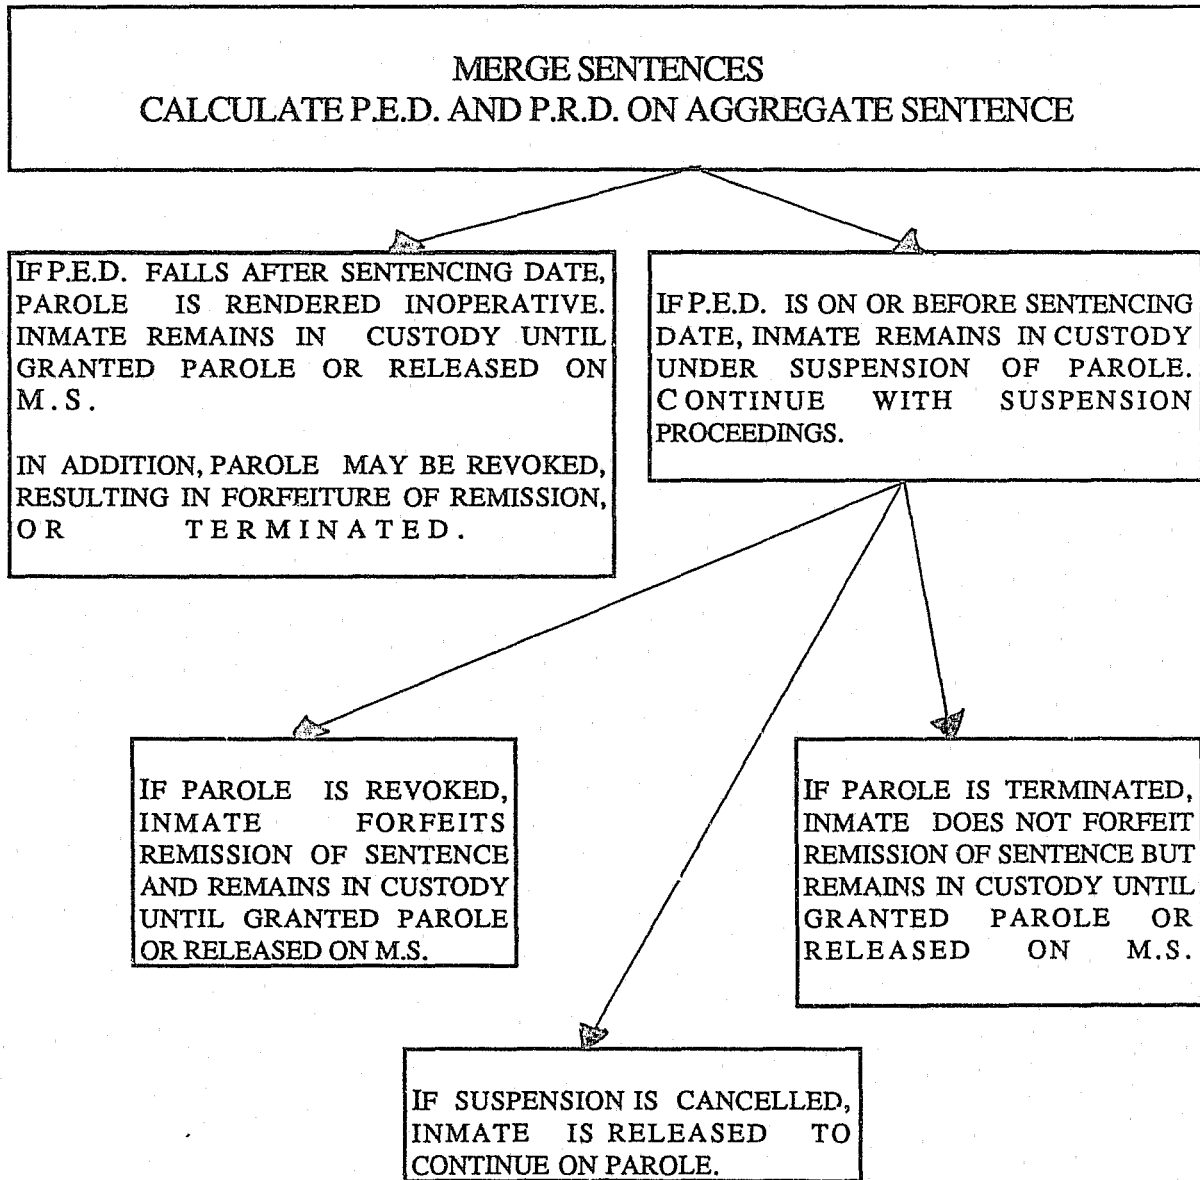 MERGE SENTENCES
CALCULATE P.E.D. AND P.R.D. ON AGGREGATE SENTENCE
IF P.E.D. FALLS AFTER SENTENCING DATE,
PAROLE IS RENDERED INOPERATIVE.
INMATE REMAINS IN CUSTODY UNTIL
GRANTED PAROLE OR RELEASED ON
M.S.
IN ADDITION, PAROLE MAY BE REVOKED,
RESULTING IN FORFEITURE OF REMISSION,
OR TERMINATED.
IF P.E.D. IS ON OR BEFORE SENTENCING
DATE, INMATE REMAINS IN CUSTODY
UNDER SUSPENSION OF PAROLE.
CONTINUE WITH SUSPENSION
PROCEEDINGS.
IF PAROLE IS REVOKED,
INMATE FORFEITS
REMISSION OF SENTENCE
AND REMAINS IN CUSTODY
UNTIL GRANTED PAROLE
OR RELEASED ON M.S.
IF PAROLE IS TERMINATED,
INMATE DOES NOT FORFEIT
REMISSION OF SENTENCE BUT
REMAINS IN CUSTODY UNTIL
GRANTED PAROLE OR
RELEASED ON M.S.
IF SUSPENSION IS CANCELLED,
INMATE IS RELEASED TO
CONTINUE ON PAROLE.